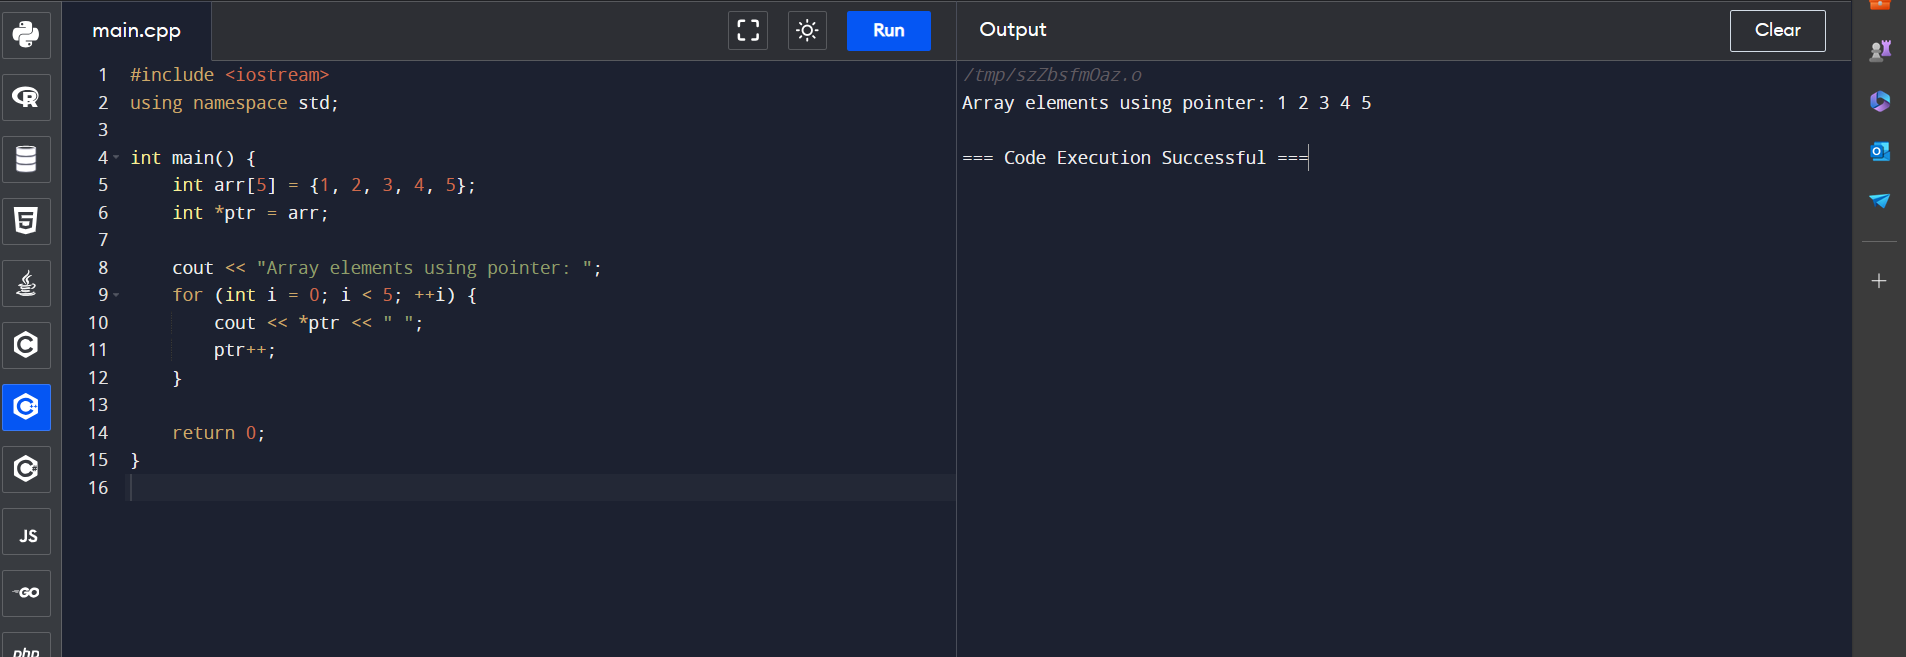 main.cpp
Run
Output
Clear
1 #include <iostream>
2 using namespace std;
3
4 int main() {
5     int arr[5] = {1, 2, 3, 4, 5};
6     int *ptr = arr;
7
8     cout << "Array elements using pointer: ";
9     for (int i = 0; i < 5; ++i) {
10         cout << *ptr << " ";
11         ptr++;
12     }
13
14     return 0;
15 }
16
/tmp/szZbsfmOaz.o
Array elements using pointer: 1 2 3 4 5
=== Code Execution Successful ===
R
5
C
C++
C#
JS
GO
php